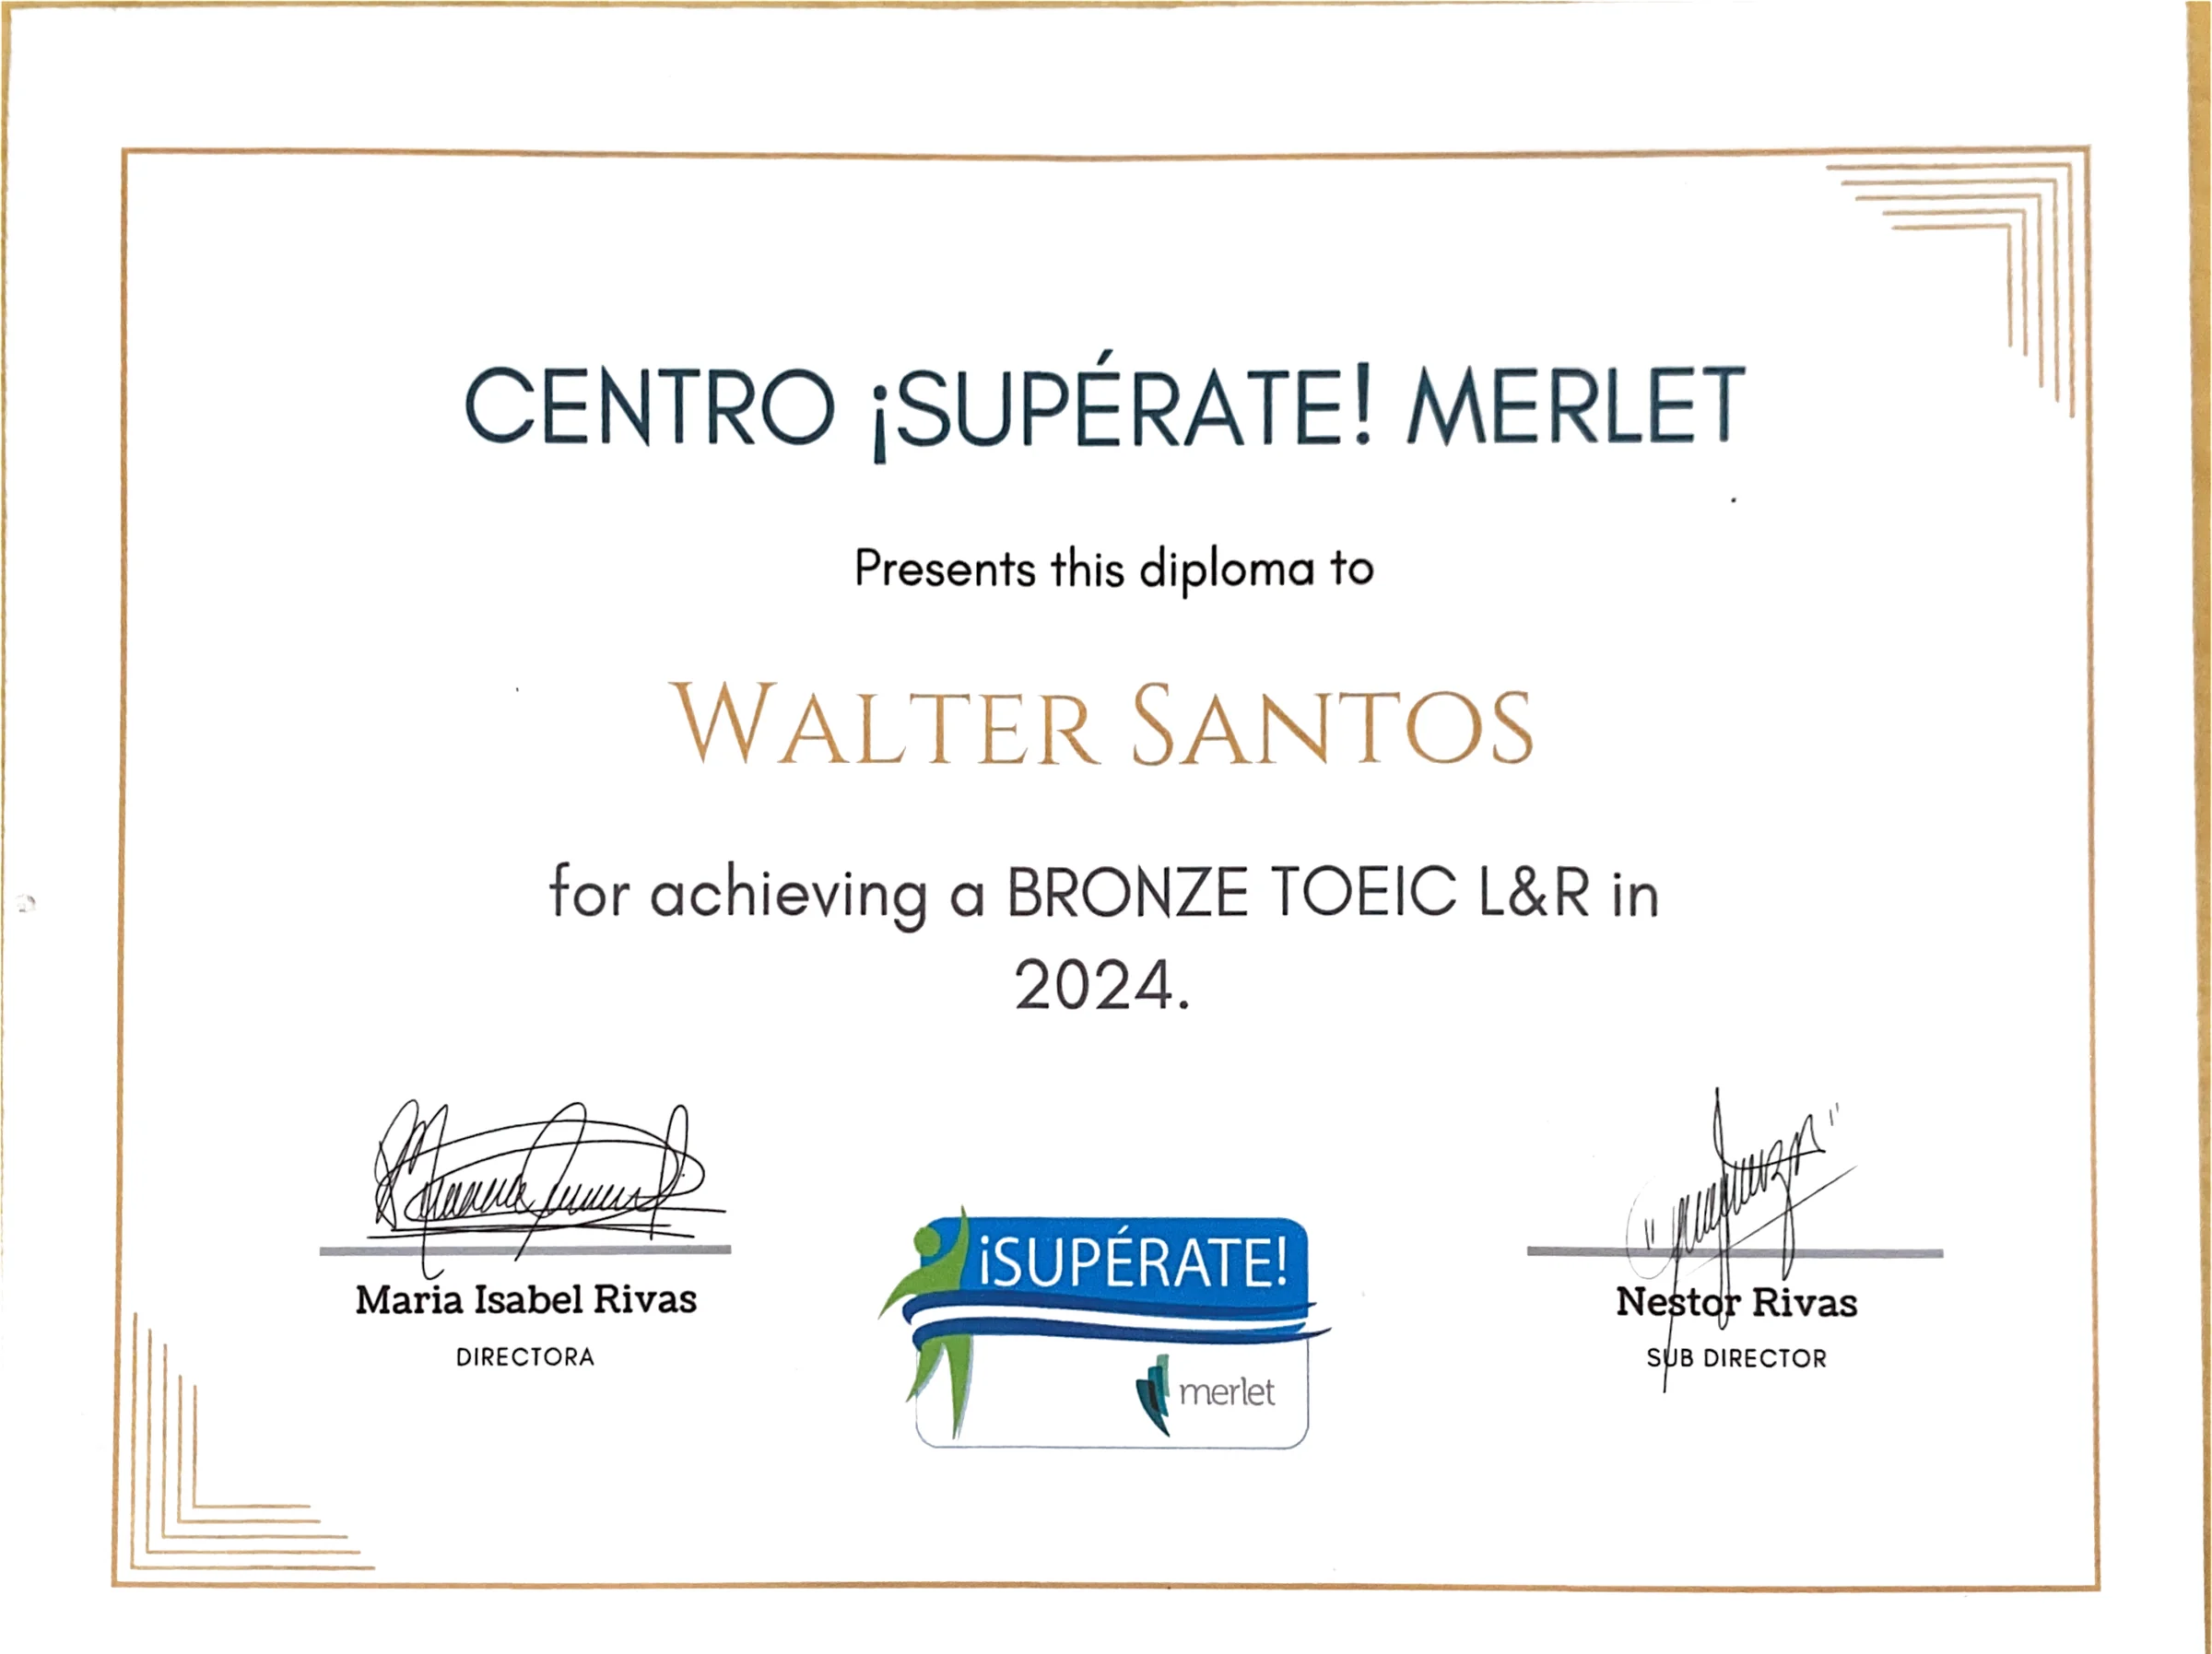 CENTRO ¡SUPÉRATE! MERLET
Presents this diploma to
WALTER SANTOS
for achieving a BRONZE TOEIC L&R in
2024.
Maria Isabel Rivas
DIRECTORA
¡SUPÉRATE!
merlet
Nestor Rivas
SUB DIRECTOR